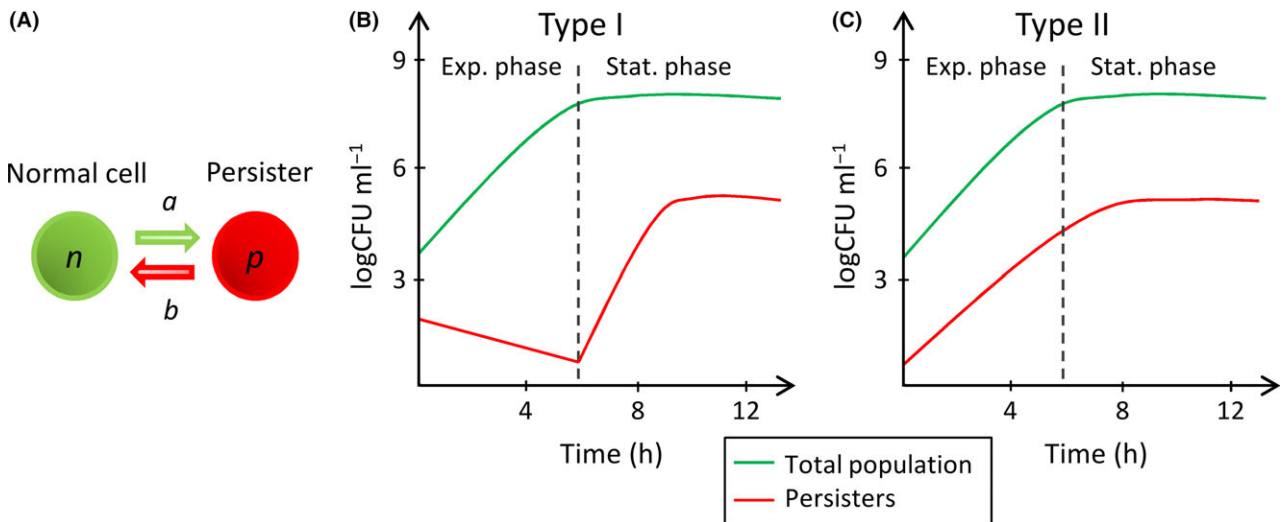 (A)
Normal cell
Persister
a
n
p
b
(B)
Type I
Exp. phase
Stat. phase
9
6
3
logCFU ml⁻¹
4
8
12
Time (h)
(C)
Type II
Exp. phase
Stat. phase
9
6
3
logCFU ml⁻¹
4
8
12
Time (h)
Total population
Persisters